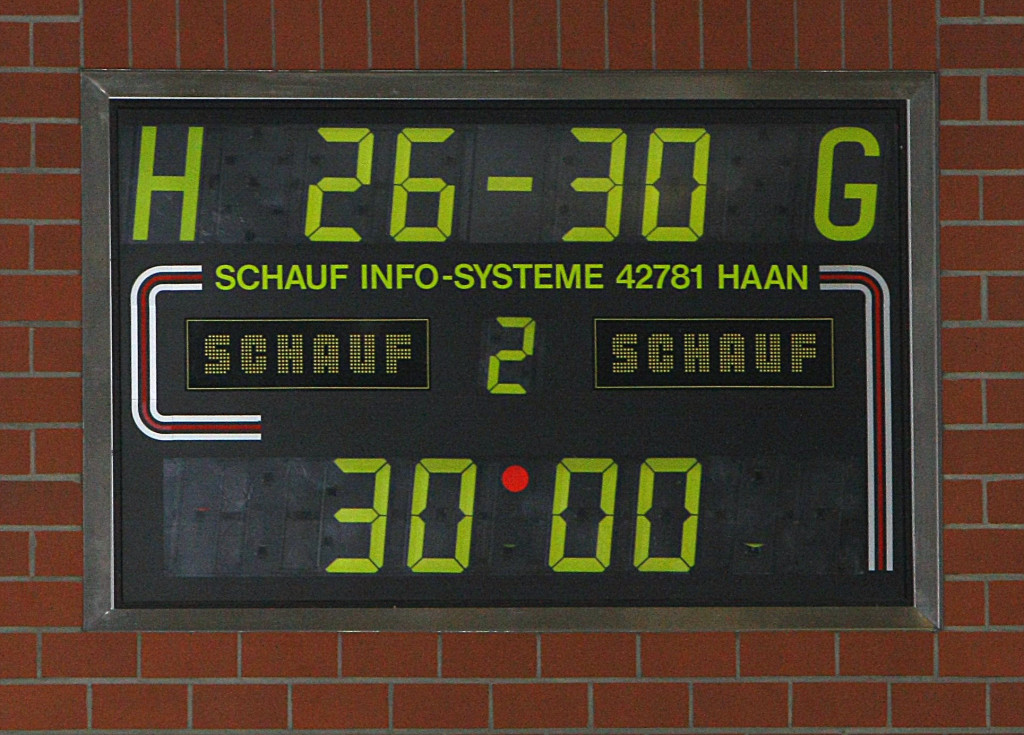 H 26-30 G
SCHAUF INFO-SYSTEME 42781 HAAN
SCHAUF 2 SCHAUF
30:00